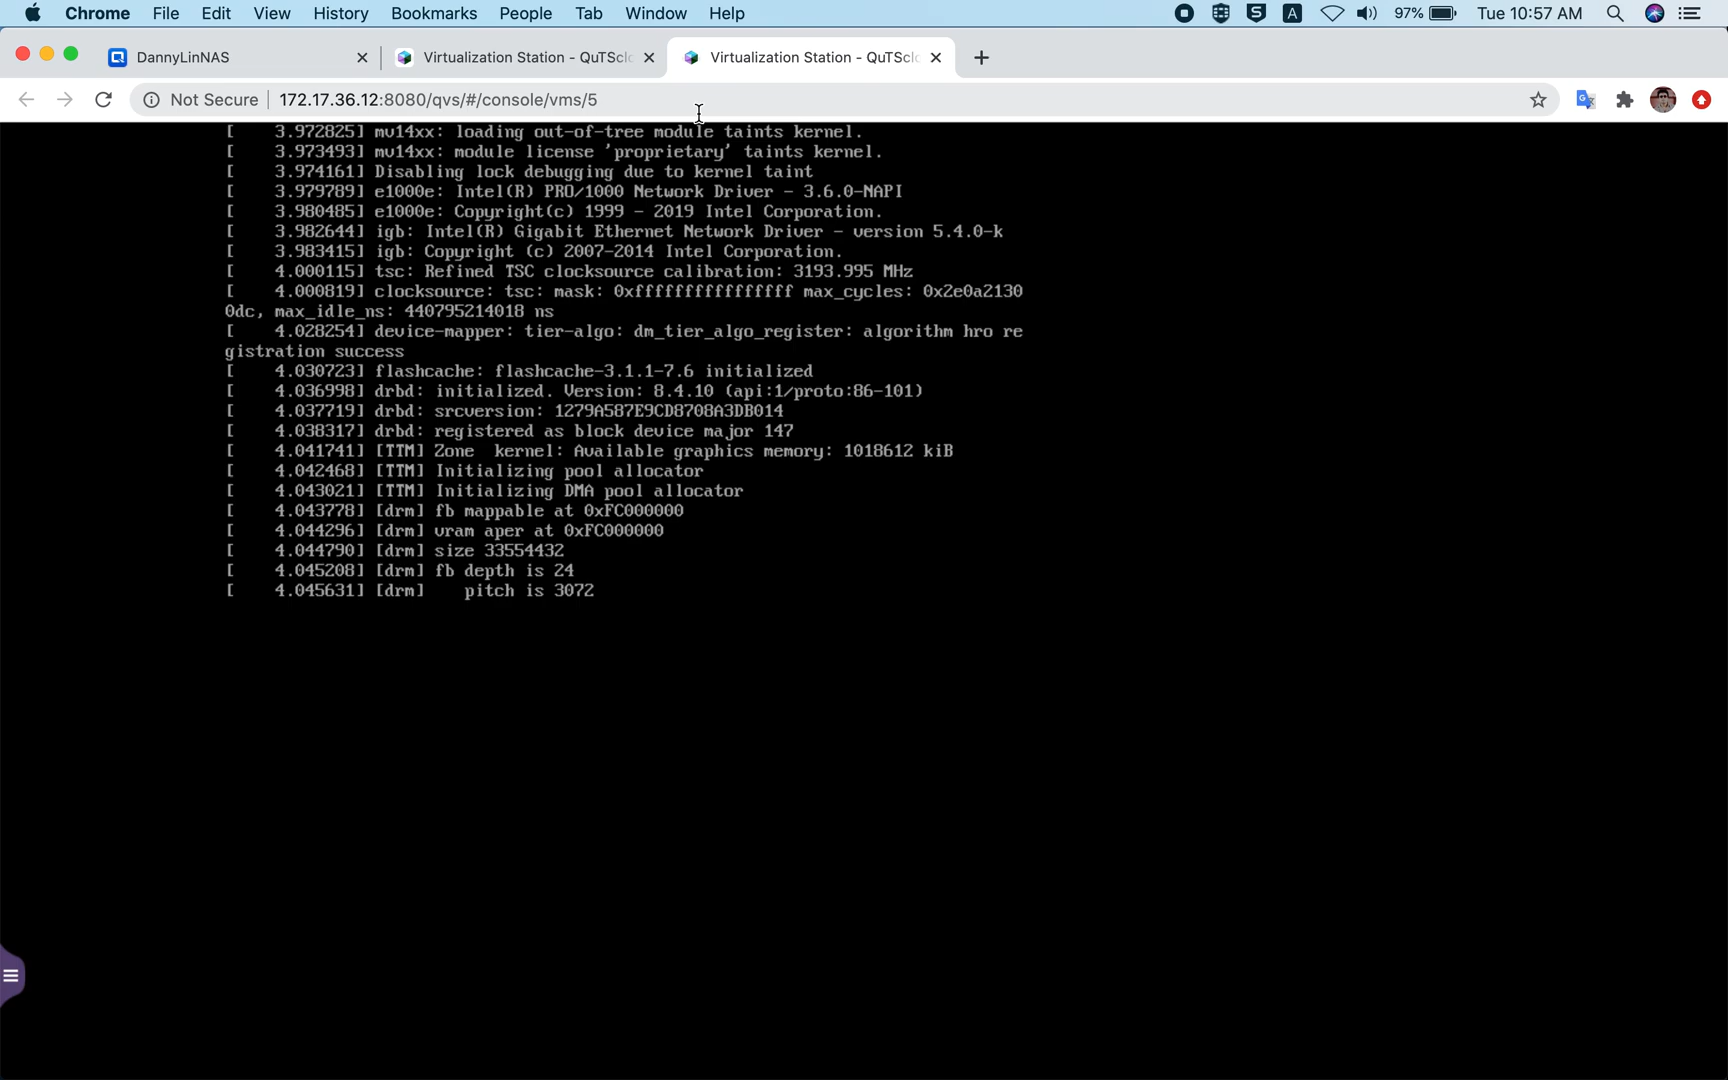 Chrome File Edit View History Bookmarks People Tab Window Help 97% Tue 10:57 AM
DannyLinNAS Virtualization Station - QuTSclo Virtualization Station - QuTSclo
Not Secure 172.17.36.12:8080/qvs/#/console/vms/5
[    3.972825] mv14xx: loading out-of-tree module taints kernel.
[    3.973493] mv14xx: module license 'proprietary' taints kernel.
[    3.974161] Disabling lock debugging due to kernel taint
[    3.979789] e1000e: Intel(R) PRO/1000 Network Driver - 3.6.0-NAPI
[    3.980485] e1000e: Copyright(c) 1999 - 2019 Intel Corporation.
[    3.982644] igb: Intel(R) Gigabit Ethernet Network Driver - version 5.4.0-k
[    3.983415] igb: Copyright (c) 2007-2014 Intel Corporation.
[    4.000115] tsc: Refined TSC clocksource calibration: 3193.995 MHz
[    4.000819] clocksource: tsc: mask: 0xffffffffffffffff max_cycles: 0x2e0a2130
0dc, max_idle_ns: 440795214018 ns
[    4.028254] device-mapper: tier-algo: dm_tier_algo_register: algorithm hro re
gistration success
[    4.030723] flashcache: flashcache-3.1.1-7.6 initialized
[    4.036998] drbd: initialized. Version: 8.4.10 (api:1/proto:86-101)
[    4.037719] drbd: srcversion: 1279A587E9CD8708A3DB014
[    4.038317] drbd: registered as block device major 147
[    4.041741] [TTM] Zone  kernel: Available graphics memory: 1018612 kiB
[    4.042468] [TTM] Initializing pool allocator
[    4.043021] [TTM] Initializing DMA pool allocator
[    4.043778] [drm] fb mappable at 0xFC000000
[    4.044296] [drm] vram aper at 0xFC000000
[    4.044790] [drm] size 33554432
[    4.045208] [drm] fb depth is 24
[    4.045631] [drm]    pitch is 3072